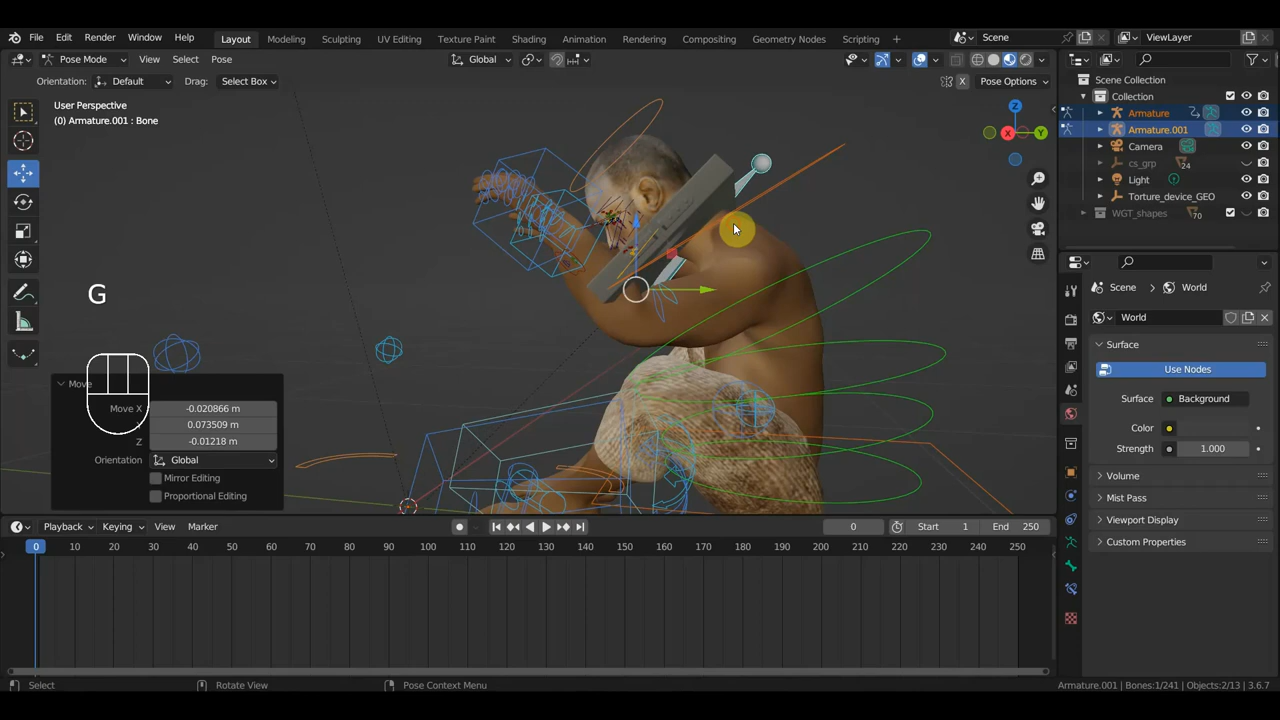 File Edit Render Window Help Layout Modeling Sculpting UV Editing Texture Paint Shading Animation Rendering Compositing Geometry Nodes Scripting + Scene ViewLayer
Pose Mode View Select Pose Global
Orientation: Default Drag: Select Box X Pose Options
Scene Collection
Collection
Armature
Armature.001
Camera
cs_grp 24
Light
Torture_device_GEO
WGT_shapes 70
User Perspective
(0) Armature.001 : Bone
Z
X Y
G
Move
Move X -0.020866 m
0.073509 m
Z -0.01218 m
Orientation Global
Mirror Editing
Proportional Editing
Scene World
World
Surface
Use Nodes
Surface Background
Color
Strength 1.000
Volume
Mist Pass
Viewport Display
Custom Properties
Playback Keying View Marker 0 Start 1 End 250
0 10 20 30 40 50 60 70 80 90 100 110 120 130 140 150 160 170 180 190 200 210 220 230 240 250
Select Rotate View Pose Context Menu Armature.001 | Bones:1/241 | Objects:2/13 | 3.6.7